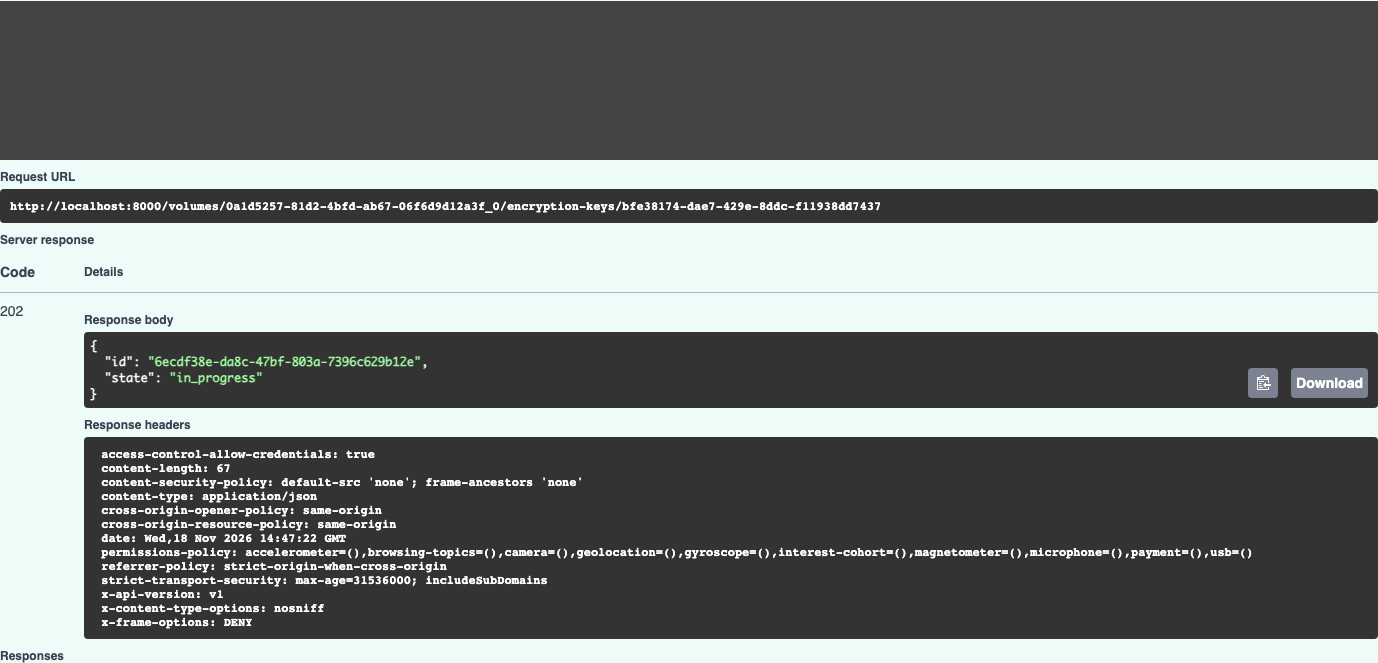 Request URL
http://localhost:8000/volumes/0a1d5257-81d2-4bfd-ab67-06f6d9d12a3f_0/encryption-keys/bfe38174-dae7-429e-8ddc-f11938dd7437
Server response
Code Details
202
Response body
{
"id": "6ecdf38e-da8c-47bf-803a-7396c629b12e",
"state": "in_progress"
}
Download
Response headers
access-control-allow-credentials: true
content-length: 67
content-security-policy: default-src 'none'; frame-ancestors 'none'
content-type: application/json
cross-origin-opener-policy: same-origin
cross-origin-resource-policy: same-origin
date: Wed,18 Nov 2026 14:47:22 GMT
permissions-policy: accelerometer=(),browsing-topics=(),camera=(),geolocation=(),gyroscope=(),interest-cohort=(),magnetometer=(),microphone=(),payment=(),usb=()
referrer-policy: strict-origin-when-cross-origin
strict-transport-security: max-age=31536000; includeSubDomains
x-api-version: v1
x-content-type-options: nosniff
x-frame-options: DENY
Responses